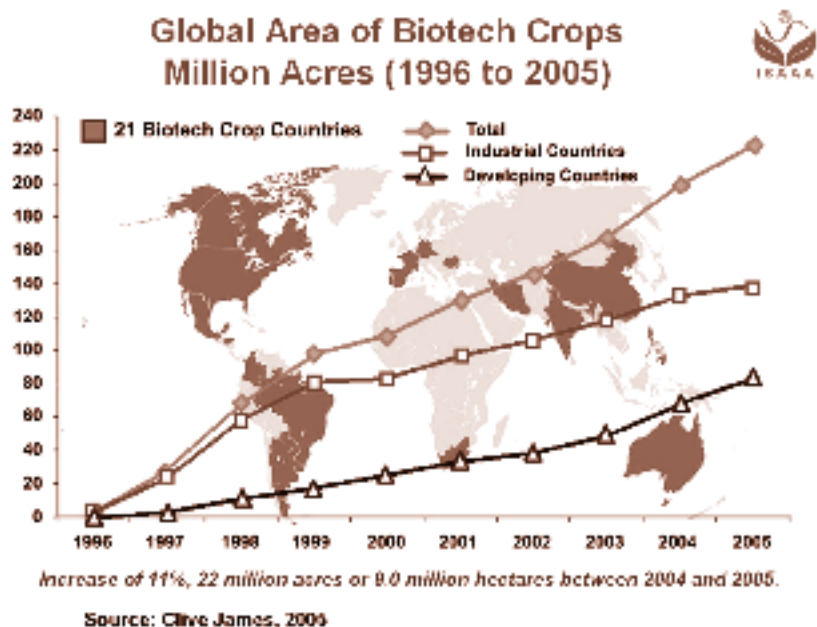 Global Area of Biotech Crops
Million Acres (1996 to 2005)
ISAAA
240
220
200
180
160
140
120
100
80
60
40
20
0
21 Biotech Crop Countries
Total
Industrial Countries
Developing Countries
1996 1997 1998 1999 2000 2001 2002 2003 2004 2005
Increase of 11%, 22 million acres or 9.0 million hectares between 2004 and 2005.
Source: Clive James,